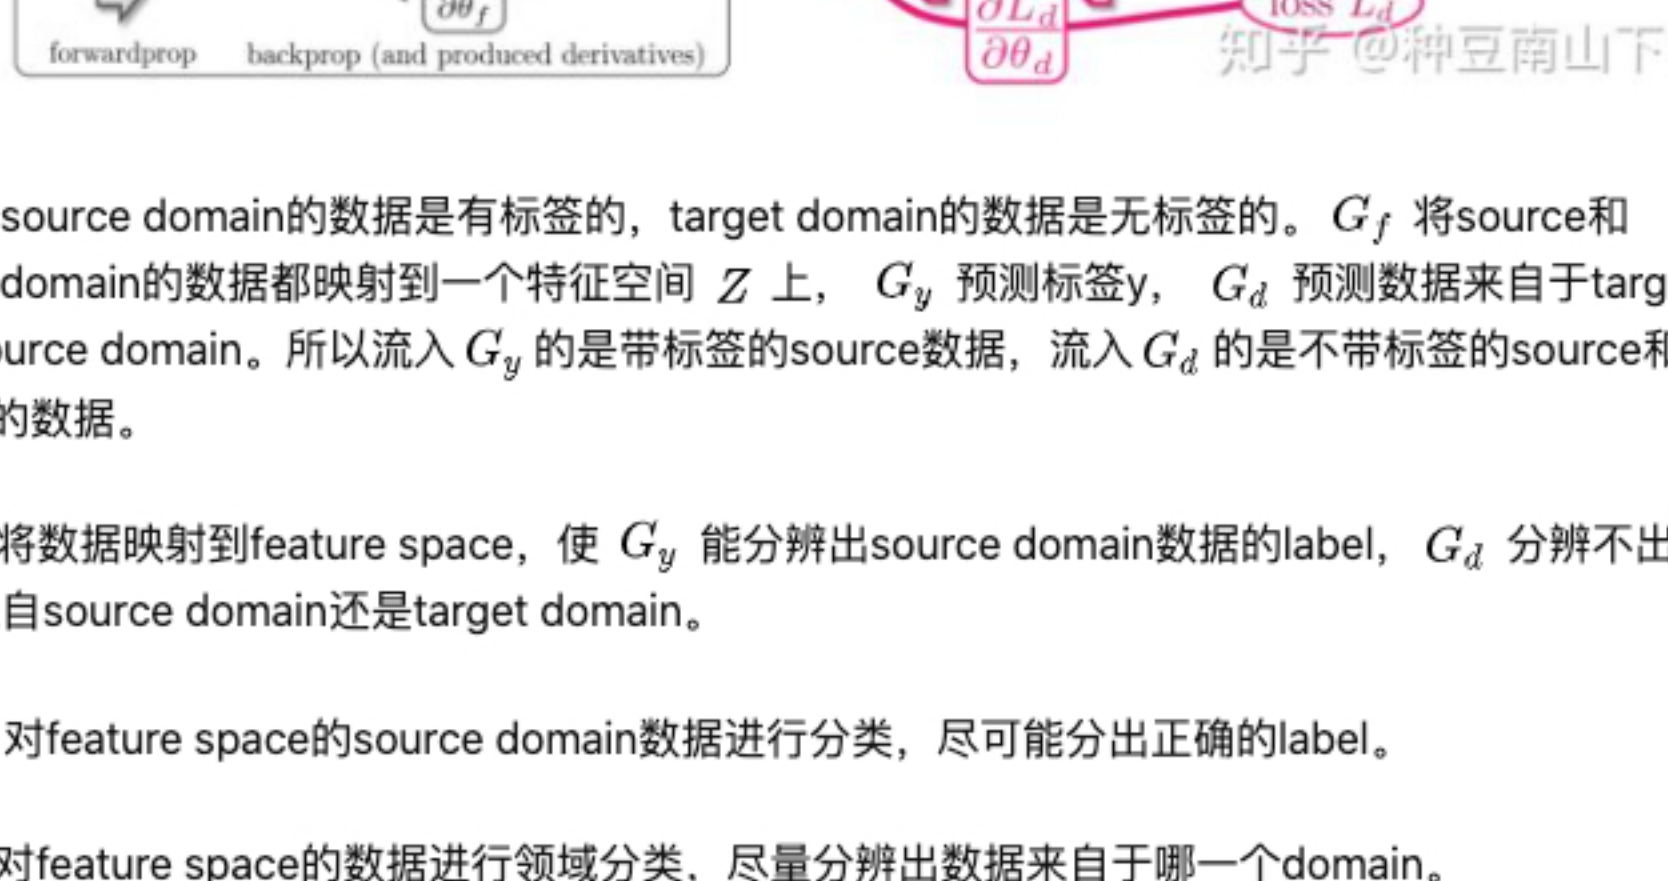 ∂θ_f
∂L_d
loss L_d
∂θ_d
forwardprop backprop (and produced derivatives)
知乎 @种豆南山下
source domain的数据是有标签的，target domain的数据是无标签的。G_f 将source和
domain的数据都映射到一个特征空间 Z 上， G_y 预测标签y， G_d 预测数据来自于targ
urce domain。所以流入 G_y 的是带标签的source数据，流入 G_d 的是不带标签的source和
的数据。
将数据映射到feature space，使 G_y 能分辨出source domain数据的label， G_d 分辨不出
自source domain还是target domain。
对feature space的source domain数据进行分类，尽可能分出正确的label。
对feature space的数据进行领域分类，尽量分辨出数据来自于哪一个domain。